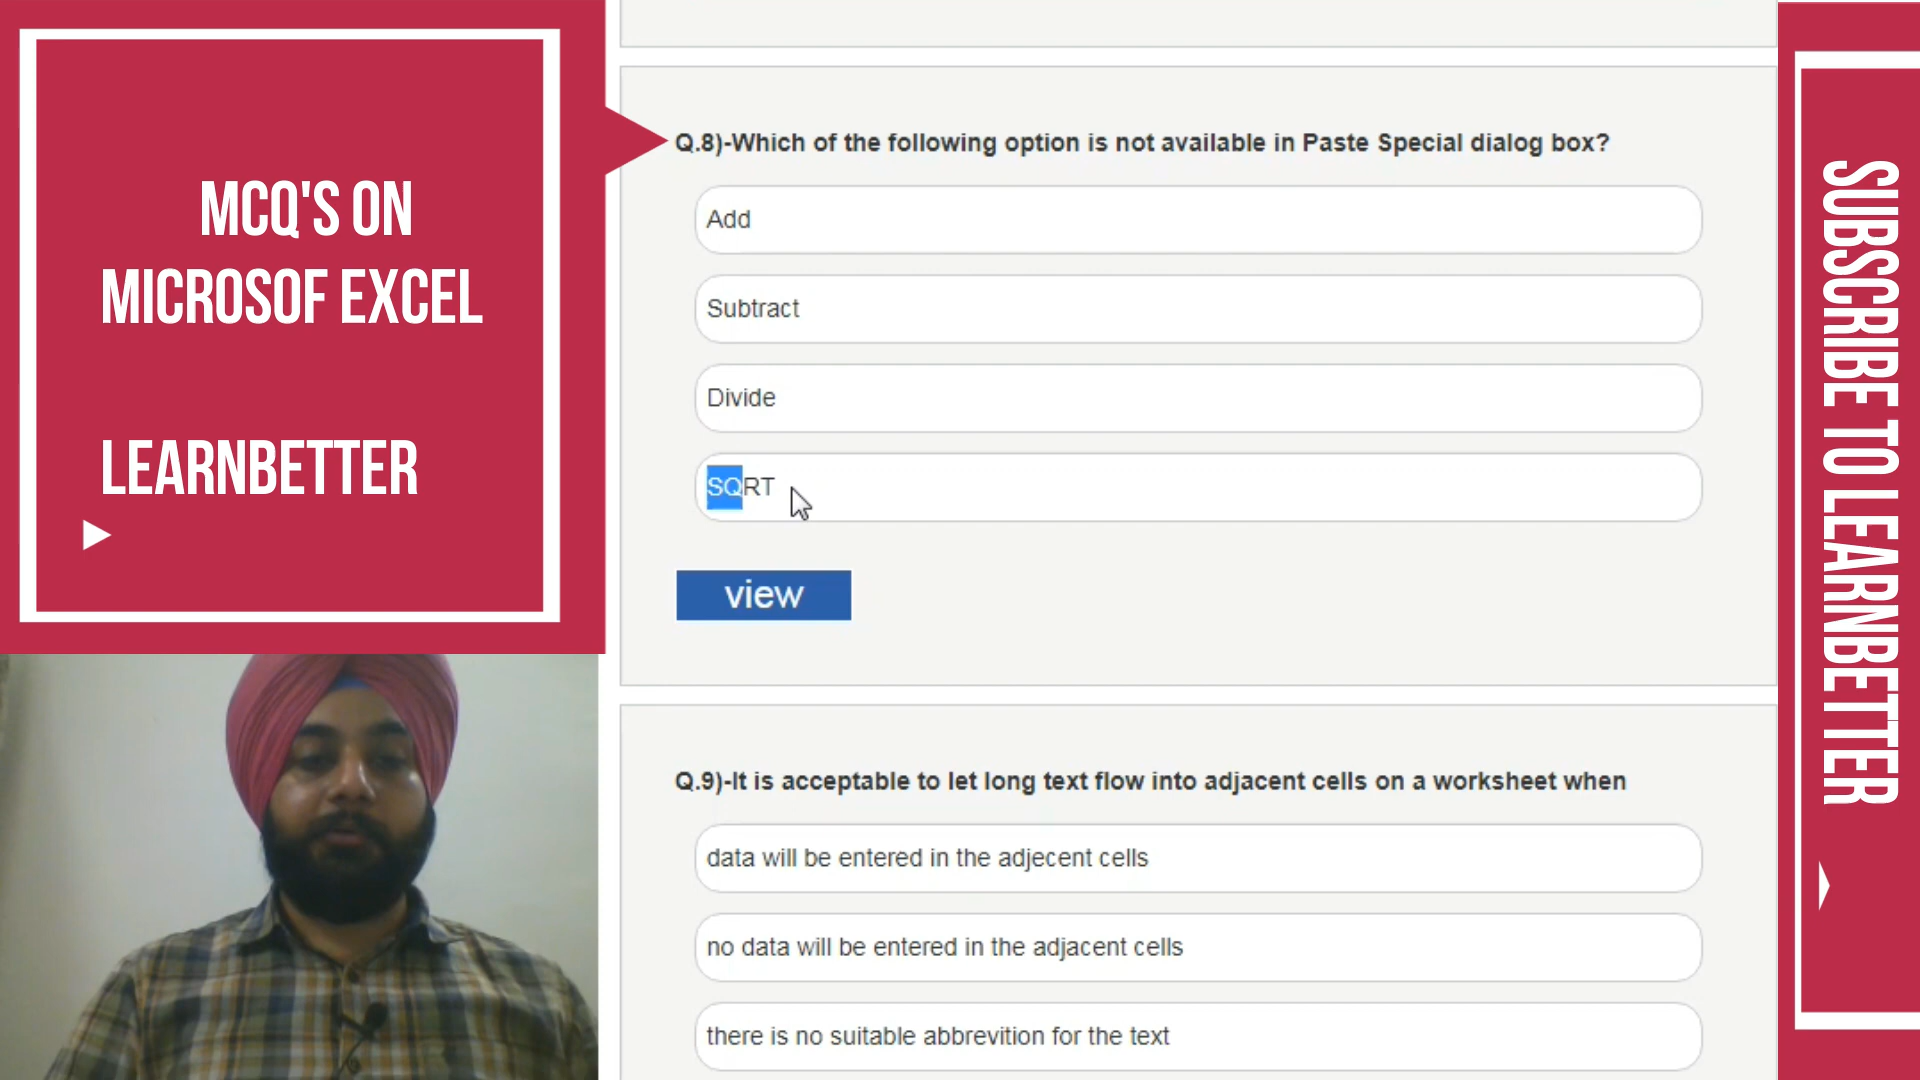 MCQ'S ON
MICROSOF EXCEL
LEARNBETTER
Q.8)-Which of the following option is not available in Paste Special dialog box?
Add
Subtract
Divide
SQRT
view
Q.9)-It is acceptable to let long text flow into adjacent cells on a worksheet when
data will be entered in the adjecent cells
no data will be entered in the adjacent cells
there is no suitable abbrevition for the text
SUBSCRIBE TO LEARNBETTER